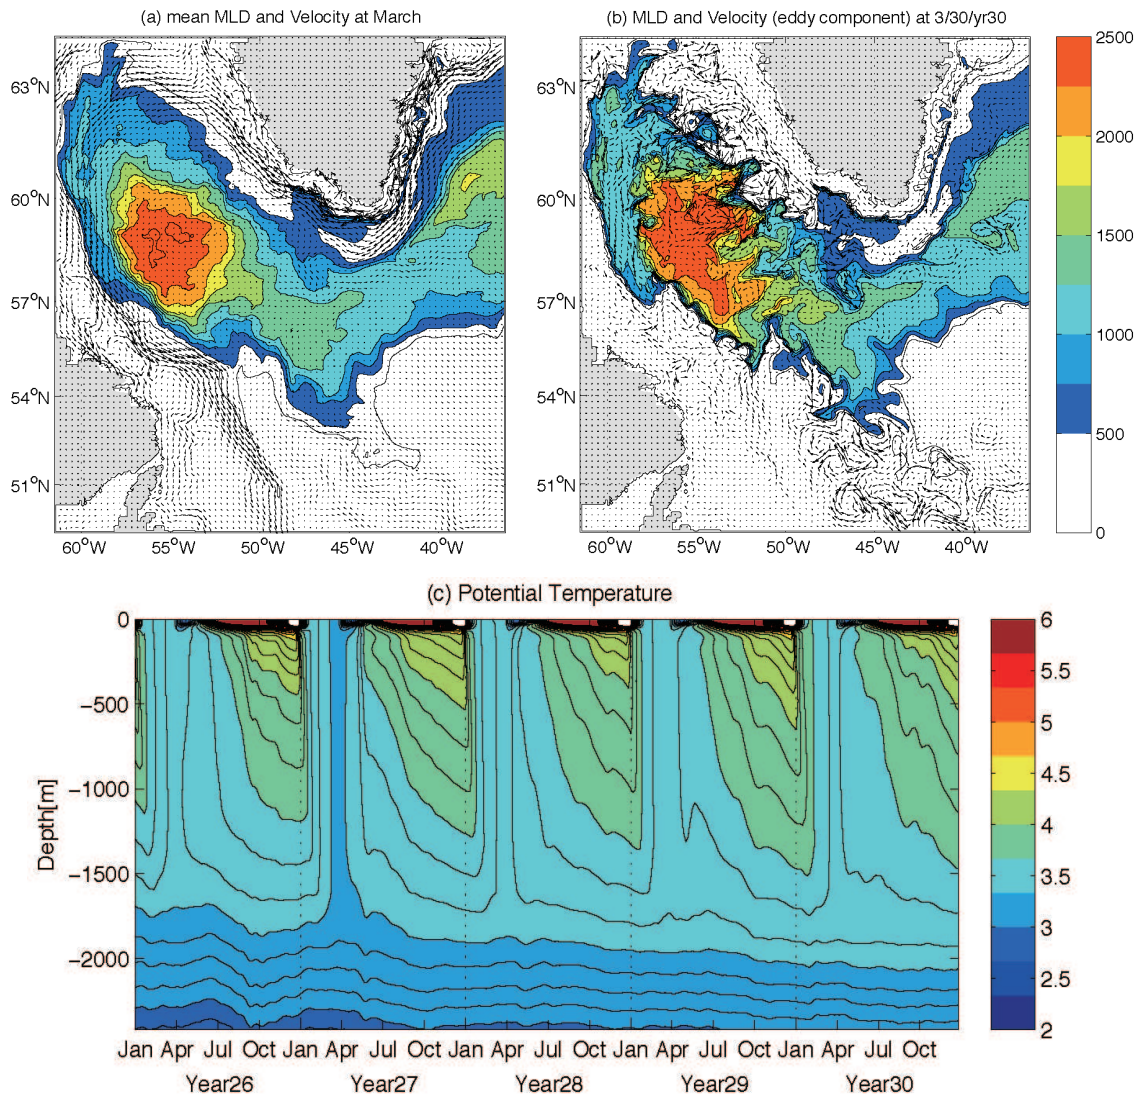 (a) mean MLD and Velocity at March
(b) MLD and Velocity (eddy component) at 3/30/yr30
63°N
60°N
57°N
54°N
51°N
60°W 55°W 50°W 45°W 40°W
63°N
60°N
57°N
54°N
51°N
60°W 55°W 50°W 45°W 40°W
2500
2000
1500
1000
500
0
(c) Potential Temperature
Depth[m]
0
−500
−1000
−1500
−2000
Jan Apr Jul Oct Jan Apr Jul Oct Jan Apr Jul Oct Jan Apr Jul Oct Jan Apr Jul Oct
Year26 Year27 Year28 Year29 Year30
6
5.5
5
4.5
4
3.5
3
2.5
2